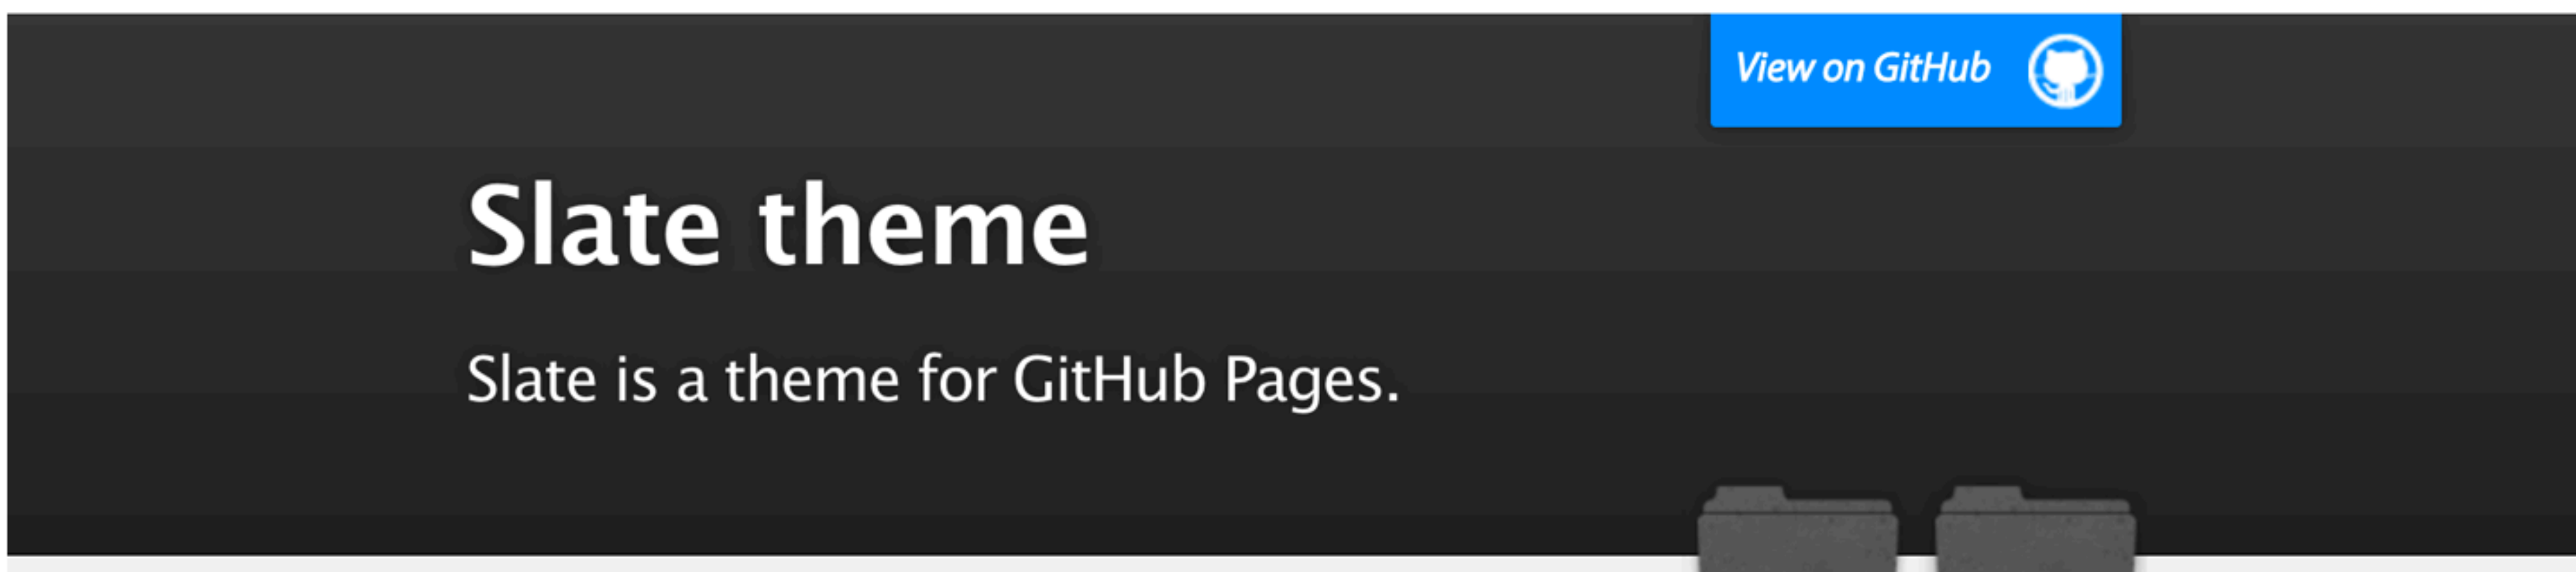 View on GitHub
Slate theme
Slate is a theme for GitHub Pages.